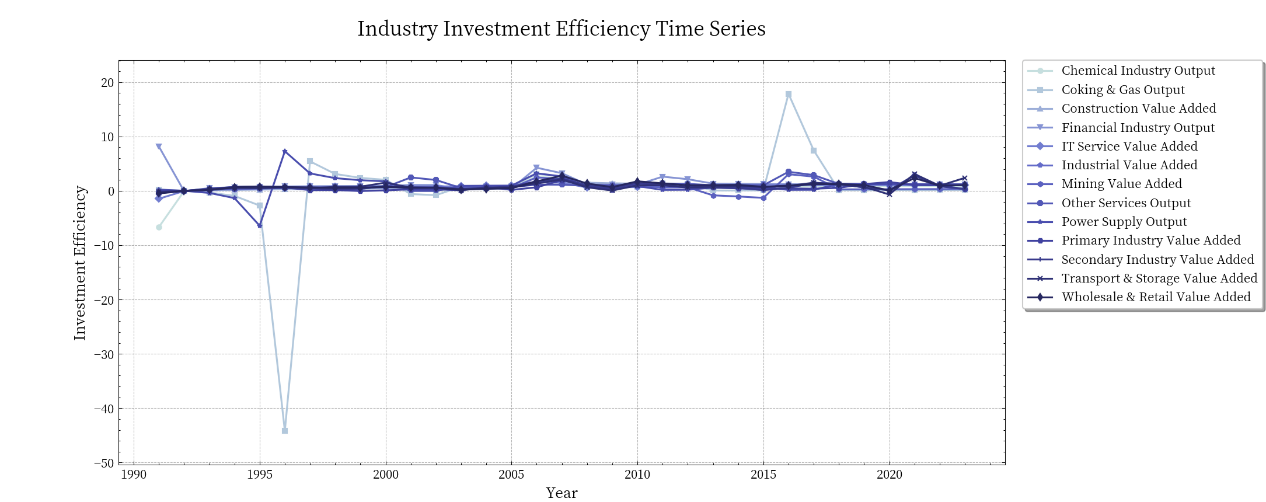 Industry Investment Efficiency Time Series
Investment Efficiency
20
10
0
−10
−20
−30
−40
−50
1990
1995
2000
2005
2010
2015
2020
Year
Chemical Industry Output
Coking & Gas Output
Construction Value Added
Financial Industry Output
IT Service Value Added
Industrial Value Added
Mining Value Added
Other Services Output
Power Supply Output
Primary Industry Value Added
Secondary Industry Value Added
Transport & Storage Value Added
Wholesale & Retail Value Added